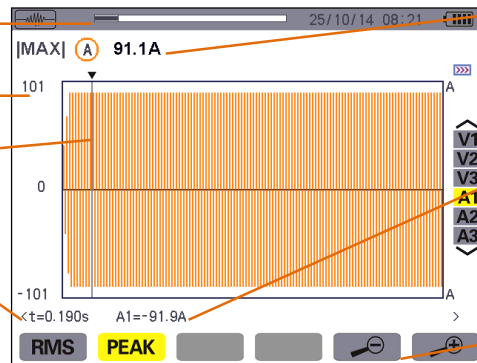 25/10/14 08:21
|MAX| A 91.1A
>>>
101
A
0
-101
A
V1
V2
V3
A1
A2
A3
<t=0.190s A1=-91.9A >
RMS PEAK